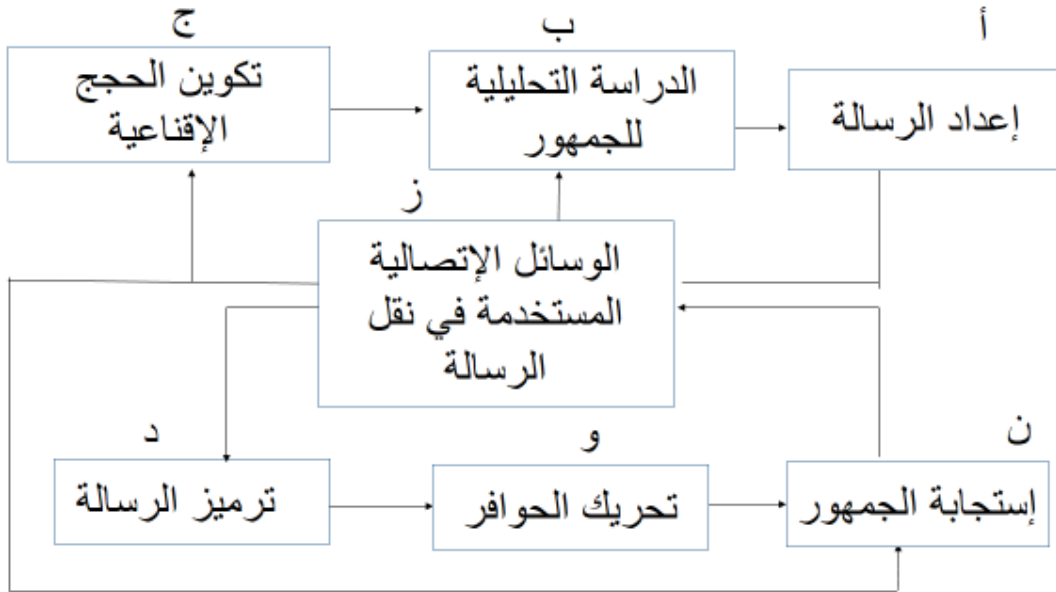 أ
إعداد الرسالة
ب
الدراسة التحليلية
للجمهور
ج
تكوين الحجج
الإقناعية
ز
الوسائل الإتصالية
المستخدمة في نقل
الرسالة
ن
إستجابة الجمهور
و
تحريك الحوافر
د
ترميز الرسالة